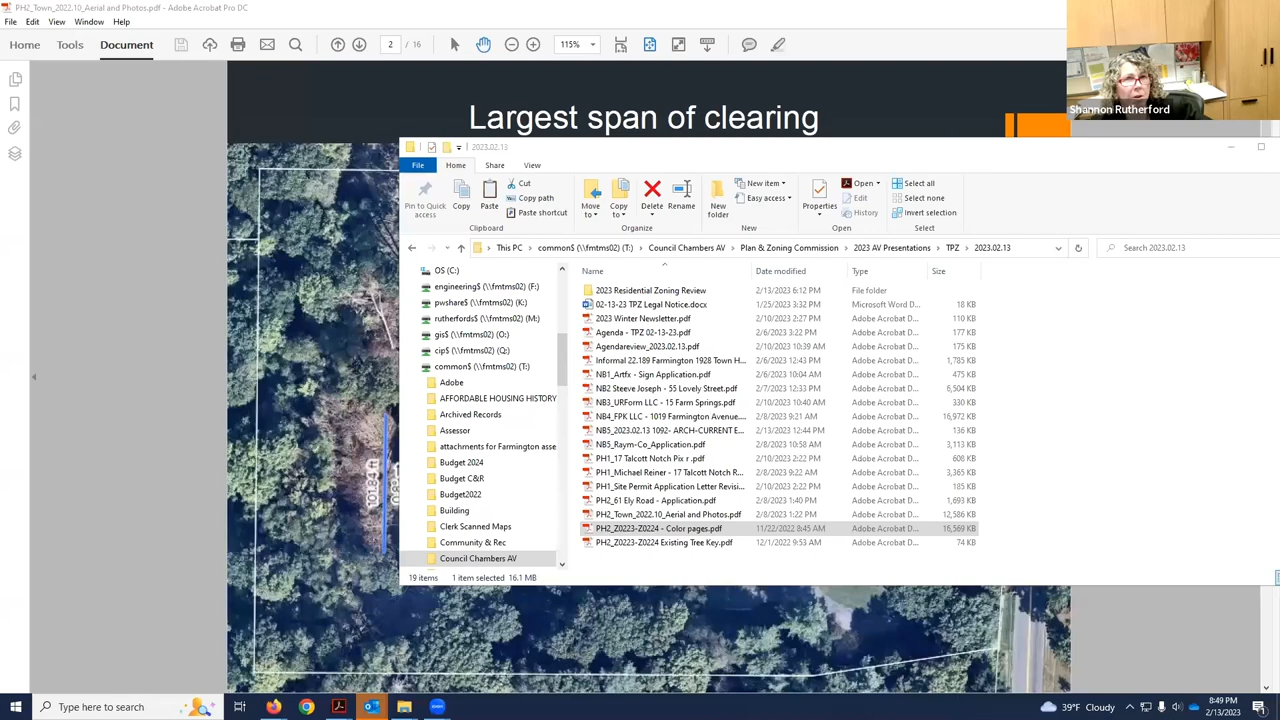 PH2_Town_2022.10_Aerial and Photos.pdf - Adobe Acrobat Pro DC
File Edit View Window Help
Home Tools Document 2 / 16 115%
Shannon Rutherford
Largest span of clearing
101.84 ft
2023.02.13
File Home Share View
Pin to Quick access Copy Paste Cut Copy path Paste shortcut Move to Copy to Delete Rename New folder New item Easy access Properties Open Edit History Select all Select none Invert selection
Clipboard Organize New Open Select
This PC common$ (\\fmtms02) (T:) Council Chambers AV Plan & Zoning Commission 2023 AV Presentations TPZ 2023.02.13 Search 2023.02.13
Name Date modified Type Size
OS (C:)
engineering$ (\\fmtms02) (F:)
pwshare$ (\\fmtms02) (K:)
rutherfords$ (\\fmtms02) (M:)
gis$ (\\fmtms02) (O:)
cip$ (\\fmtms02) (Q:)
common$ (\\fmtms02) (T:)
Adobe
AFFORDABLE HOUSING HISTORY
Archived Records
Assessor
attachments for Farmington asse
Budget 2024
Budget C&R
Budget2022
Building
Clerk Scanned Maps
Community & Rec
Council Chambers AV
2023 Residential Zoning Review 2/13/2023 6:12 PM File folder
02-13-23 TPZ Legal Notice.docx 1/25/2023 3:32 PM Microsoft Word D... 18 KB
2023 Winter Newsletter.pdf 2/10/2023 2:27 PM Adobe Acrobat D... 110 KB
Agenda - TPZ 02-13-23.pdf 2/6/2023 3:22 PM Adobe Acrobat D... 177 KB
Agendareview_2023.02.13.pdf 2/10/2023 10:39 AM Adobe Acrobat D... 175 KB
Informal 22.189 Farmington 1928 Town H... 2/6/2023 12:43 PM Adobe Acrobat D... 1,785 KB
NB1_Artfx - Sign Application.pdf 2/6/2023 10:04 AM Adobe Acrobat D... 475 KB
NB2 Steeve Joseph - 55 Lovely Street.pdf 2/7/2023 12:33 PM Adobe Acrobat D... 6,504 KB
NB3_URForm LLC - 15 Farm Springs.pdf 2/10/2023 10:40 AM Adobe Acrobat D... 330 KB
NB4_FPK LLC - 1019 Farmington Avenue.... 2/8/2023 9:21 AM Adobe Acrobat D... 16,972 KB
NB5_2023.02.13 1092- ARCH-CURRENT E... 2/13/2023 12:44 PM Adobe Acrobat D... 136 KB
NB5_Raym-Co_Application.pdf 2/8/2023 10:58 AM Adobe Acrobat D... 3,113 KB
PH1_17 Talcott Notch Pix r .pdf 2/10/2023 2:22 PM Adobe Acrobat D... 608 KB
PH1_Michael Reiner - 17 Talcott Notch R... 2/8/2023 9:22 AM Adobe Acrobat D... 3,365 KB
PH1_Site Permit Application Letter Revisi... 2/10/2023 2:22 PM Adobe Acrobat D... 185 KB
PH2_61 Ely Road - Application.pdf 2/8/2023 1:40 PM Adobe Acrobat D... 1,693 KB
PH2_Town_2022.10_Aerial and Photos.pdf 2/8/2023 1:22 PM Adobe Acrobat D... 12,586 KB
PH2_Z0223-Z0224 - Color pages.pdf 11/22/2022 8:45 AM Adobe Acrobat D... 16,569 KB
PH2_Z0223-Z0224 Existing Tree Key.pdf 12/1/2022 9:53 AM Adobe Acrobat D... 74 KB
19 items 1 item selected 16.1 MB
Type here to search
zoom
39°F Cloudy
8:49 PM
2/13/2023